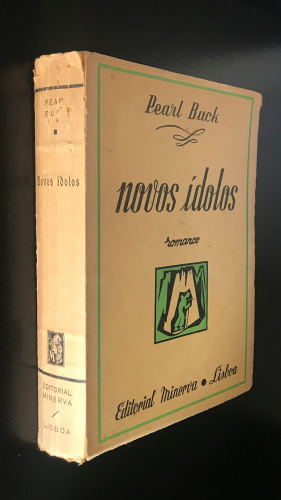 PEARL
BUCK
Novos ídolos
EDITORIAL
MINERVA
LISBOA
Pearl Buck
novos ídolos
romance
M
Editorial Minerva • Lisboa